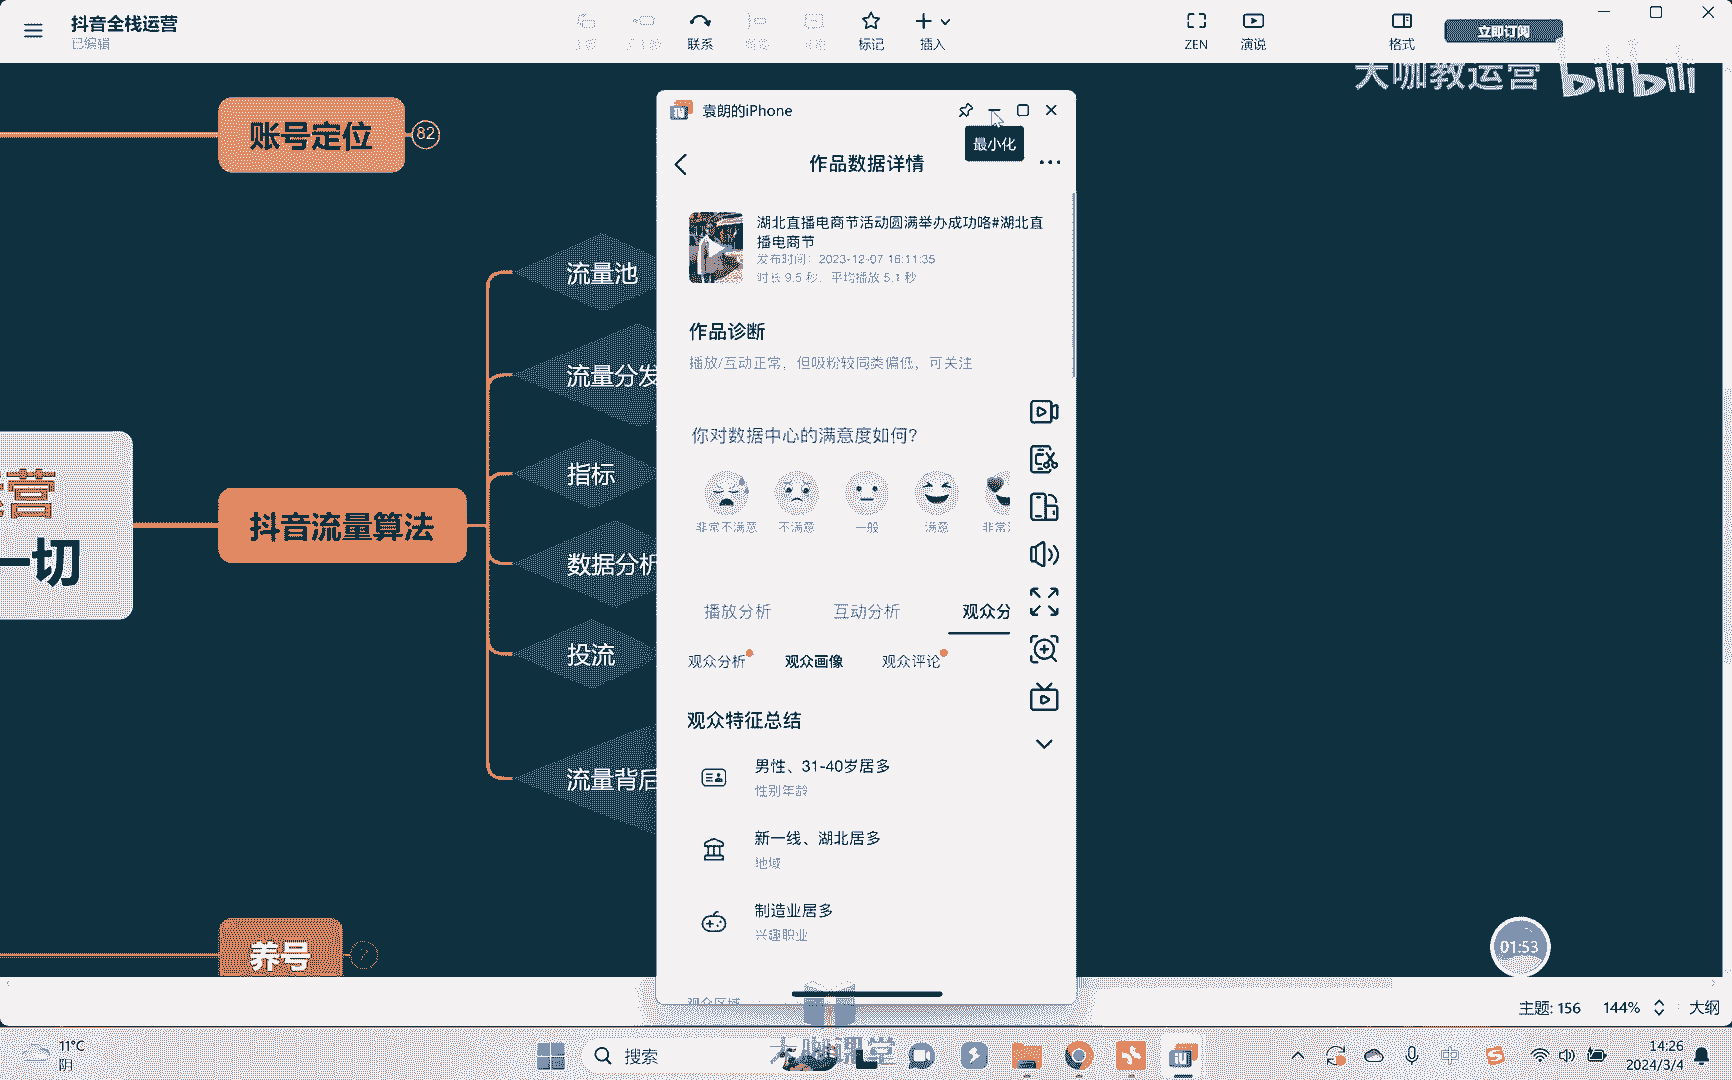 抖音全栈运营
已编辑
联系
标记
插入
ZEN
演说
格式
立即订阅
大咖教运营 bilibili
账号定位
82
袁朗的iPhone
最小化
作品数据详情
湖北直播电商节活动圆满举办成功咯#湖北直
播电商节
发布时间：2023-12-07 16:11:35
时长 9.5 秒，平均播放 5.1 秒
流量池
作品诊断
播放/互动正常，但吸粉较同类偏低，可关注
流量分发
你对数据中心的满意度如何?
指标
非常不满意
不满意
一般
满意
非常
营
一切
抖音流量算法
数据分析
播放分析
互动分析
观众分
投流
观众分析
观众画像
观众评论
观众特征总结
男性、31-40岁居多
性别年龄
流量背后
新一线、湖北居多
地域
制造业居多
兴趣职业
养号
7
01:53
观众区域
主题: 156
144%
大纲
11°C
阴
搜索
大咖课堂
中
14:26
2024/3/4